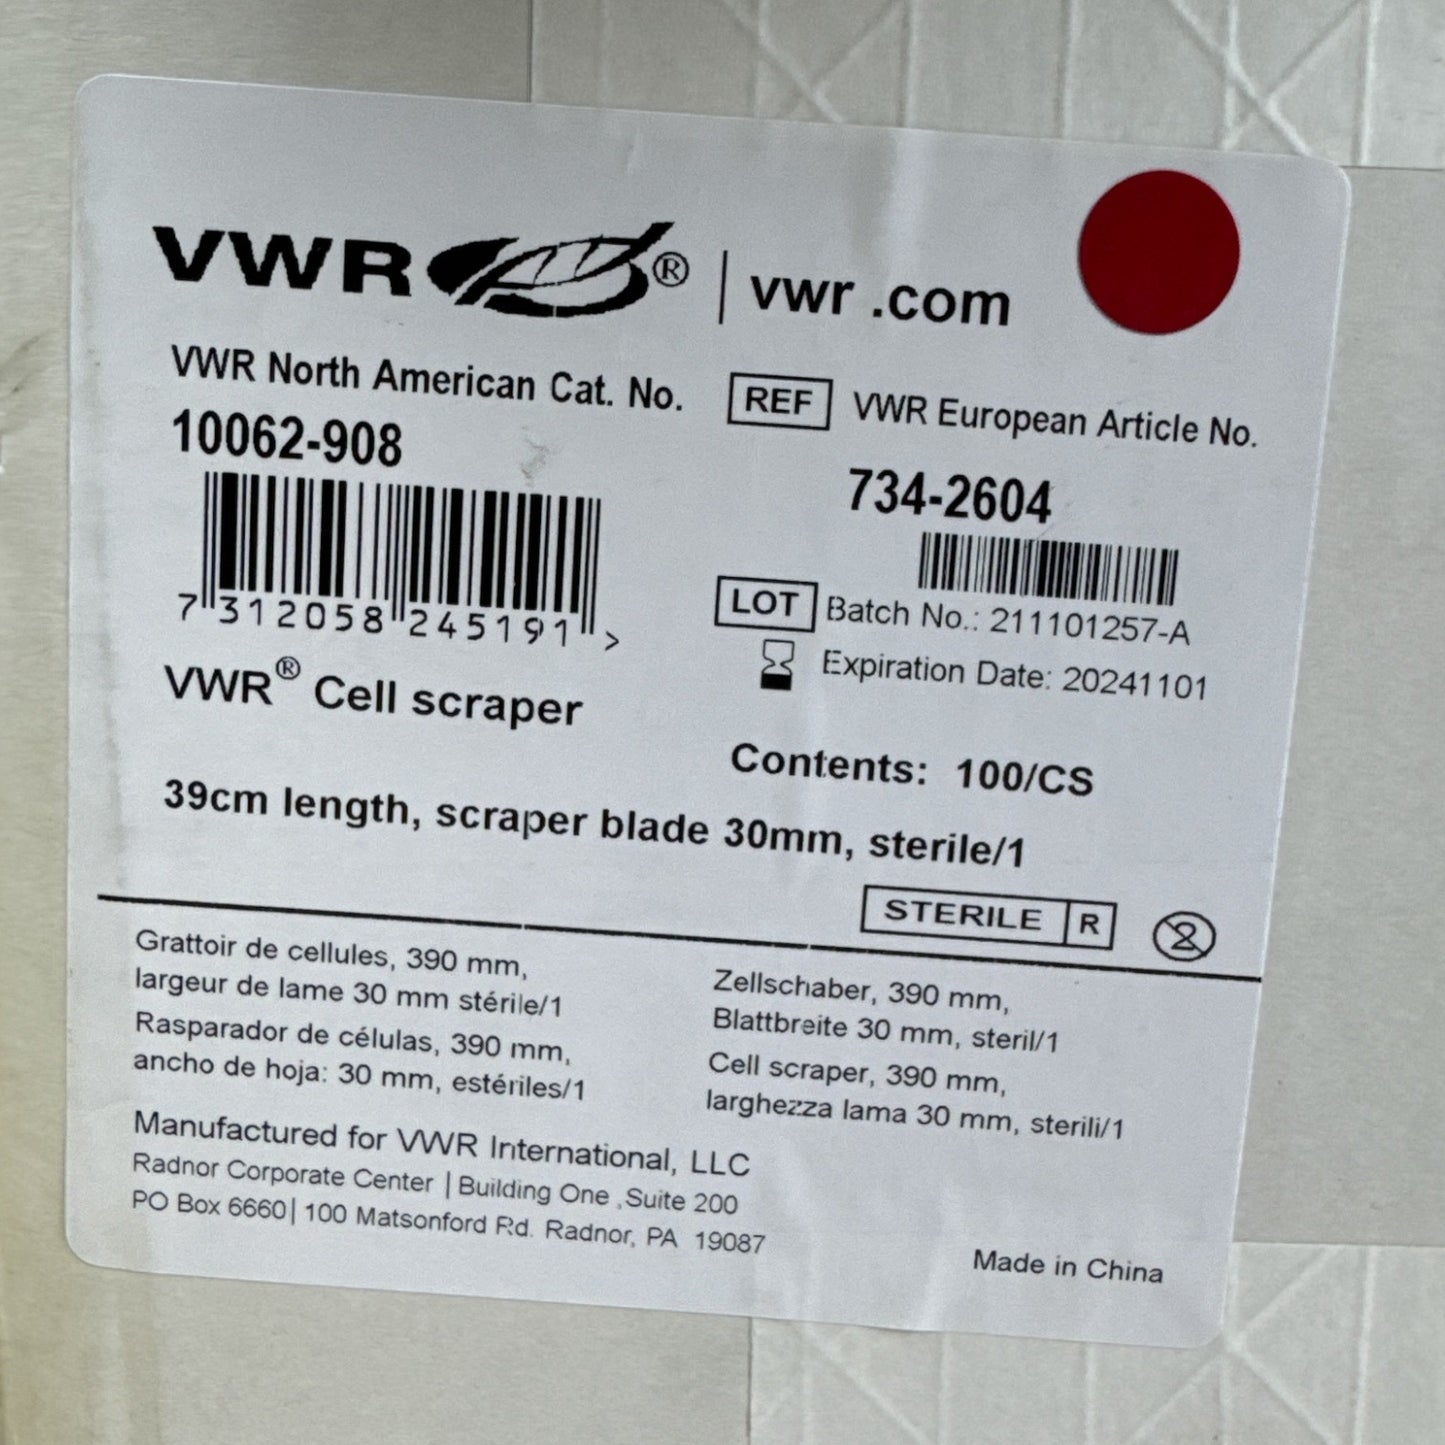 VWR® | vwr .com
VWR North American Cat. No.
10062-908
7 312058 245191 >
REF VWR European Article No.
734-2604
LOT Batch No.: 211101257-A
Expiration Date: 20241101
VWR® Cell scraper
Contents: 100/CS
39cm length, scraper blade 30mm, sterile/1
STERILE R
2
Grattoir de cellules, 390 mm,
largeur de lame 30 mm stérile/1
Rasparador de células, 390 mm,
ancho de hoja: 30 mm, estériles/1
Zellschaber, 390 mm,
Blattbreite 30 mm, steril/1
Cell scraper, 390 mm,
larghezza lama 30 mm, sterili/1
Manufactured for VWR International, LLC
Radnor Corporate Center | Building One ,Suite 200
PO Box 6660| 100 Matsonford Rd. Radnor, PA 19087
Made in China